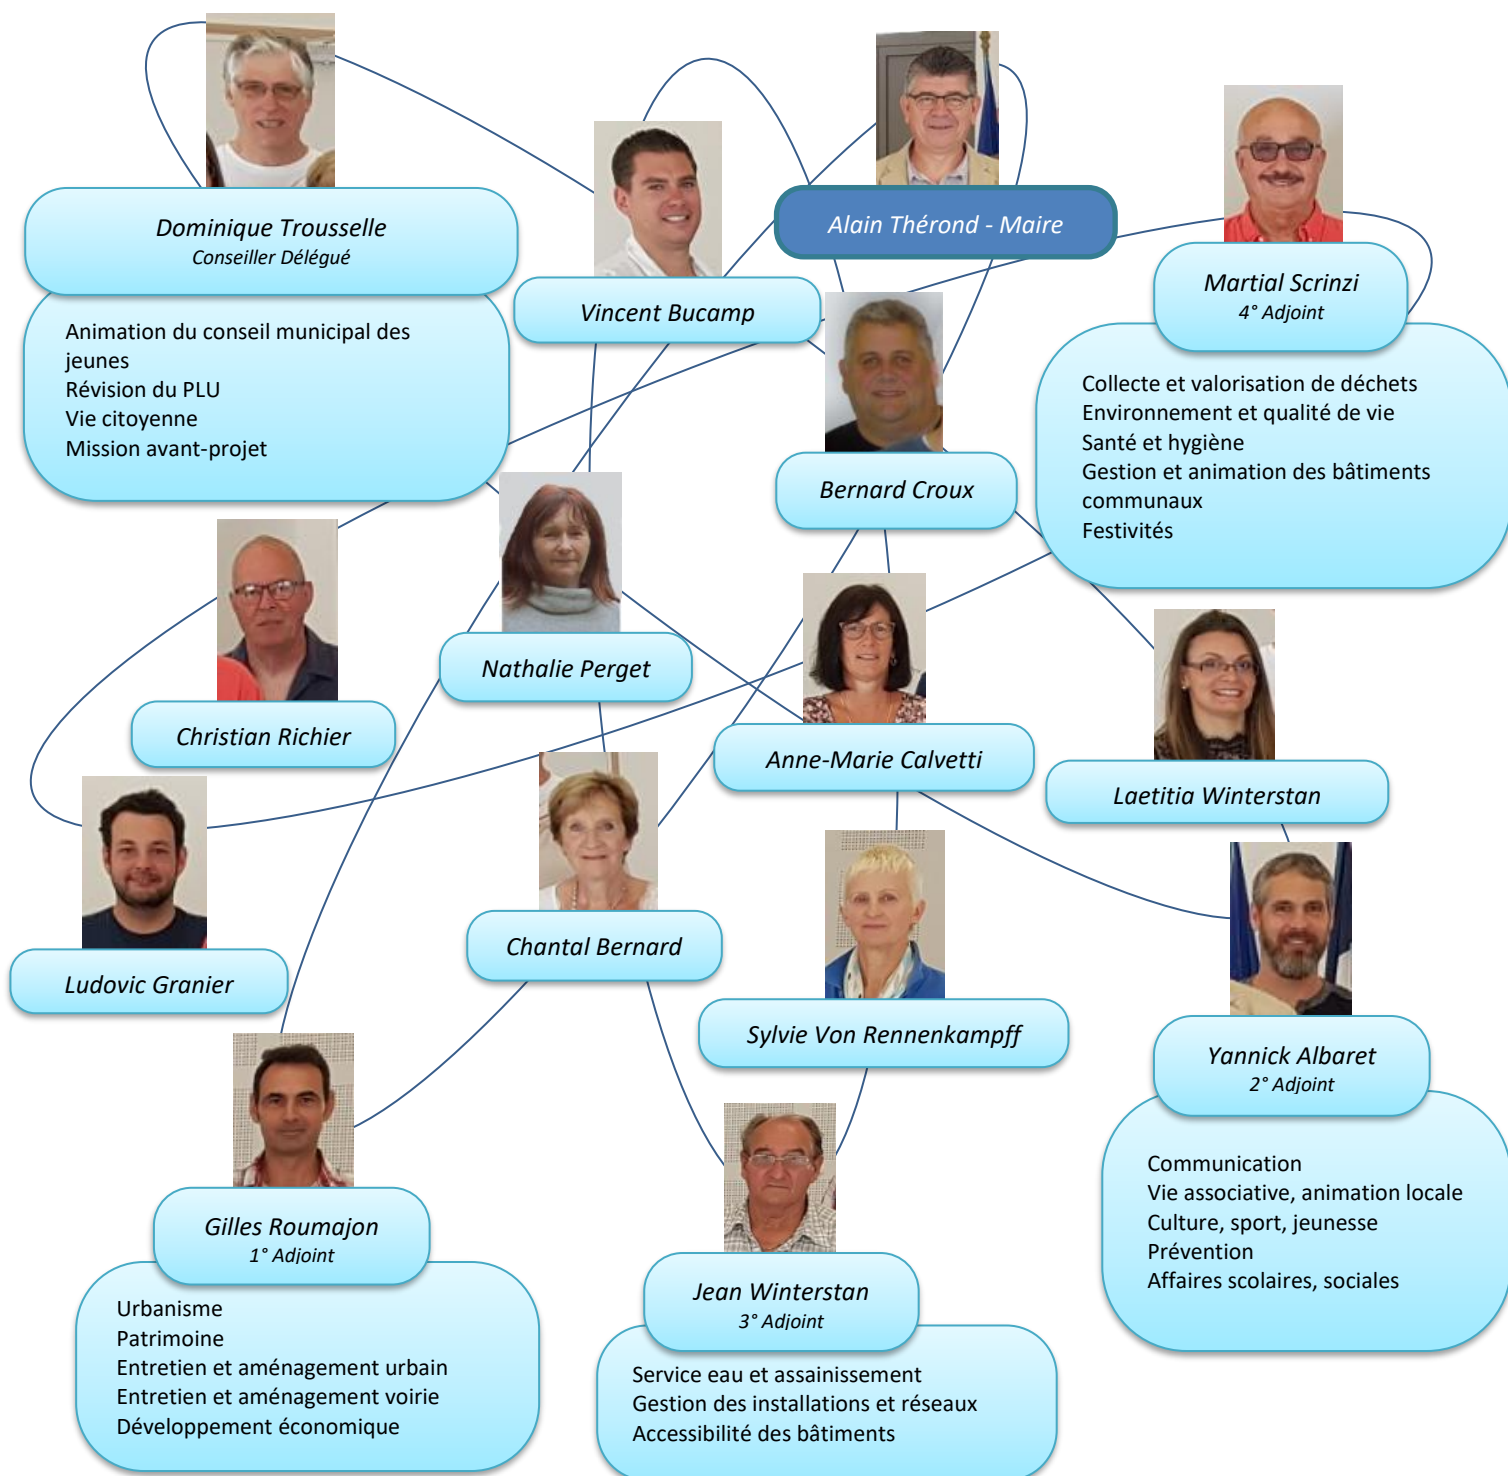 Dominique Trousselle
Conseiller Délégué
Animation du conseil municipal des
jeunes
Révision du PLU
Vie citoyenne
Mission avant-projet
Vincent Bucamp
Alain Thérond - Maire
Martial Scrinzi
4° Adjoint
Collecte et valorisation de déchets
Environnement et qualité de vie
Santé et hygiène
Gestion et animation des bâtiments
communaux
Festivités
Bernard Croux
Nathalie Perget
Christian Richier
Anne-Marie Calvetti
Laetitia Winterstan
Ludovic Granier
Chantal Bernard
Sylvie Von Rennenkampff
Yannick Albaret
2° Adjoint
Communication
Vie associative, animation locale
Culture, sport, jeunesse
Prévention
Affaires scolaires, sociales
Gilles Roumajon
1° Adjoint
Urbanisme
Patrimoine
Entretien et aménagement urbain
Entretien et aménagement voirie
Développement économique
Jean Winterstan
3° Adjoint
Service eau et assainissement
Gestion des installations et réseaux
Accessibilité des bâtiments